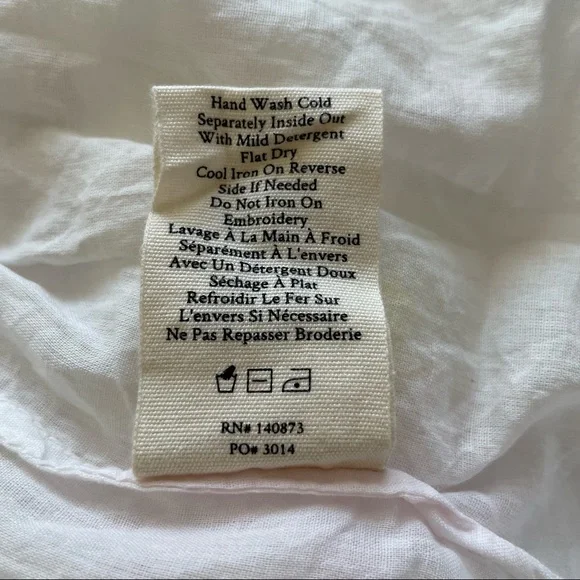 Hand Wash Cold
Separately Inside Out
With Mild Detergent
Flat Dry
Cool Iron On Reverse
Side If Needed
Do Not Iron On
Embroidery
Lavage À La Main À Froid
Séparément À L'envers
Avec Un Détergent Doux
Séchage À Plat
Refroidir Le Fer Sur
L'envers Si Nécessaire
Ne Pas Repasser Broderie
RN# 140873
PO# 3014